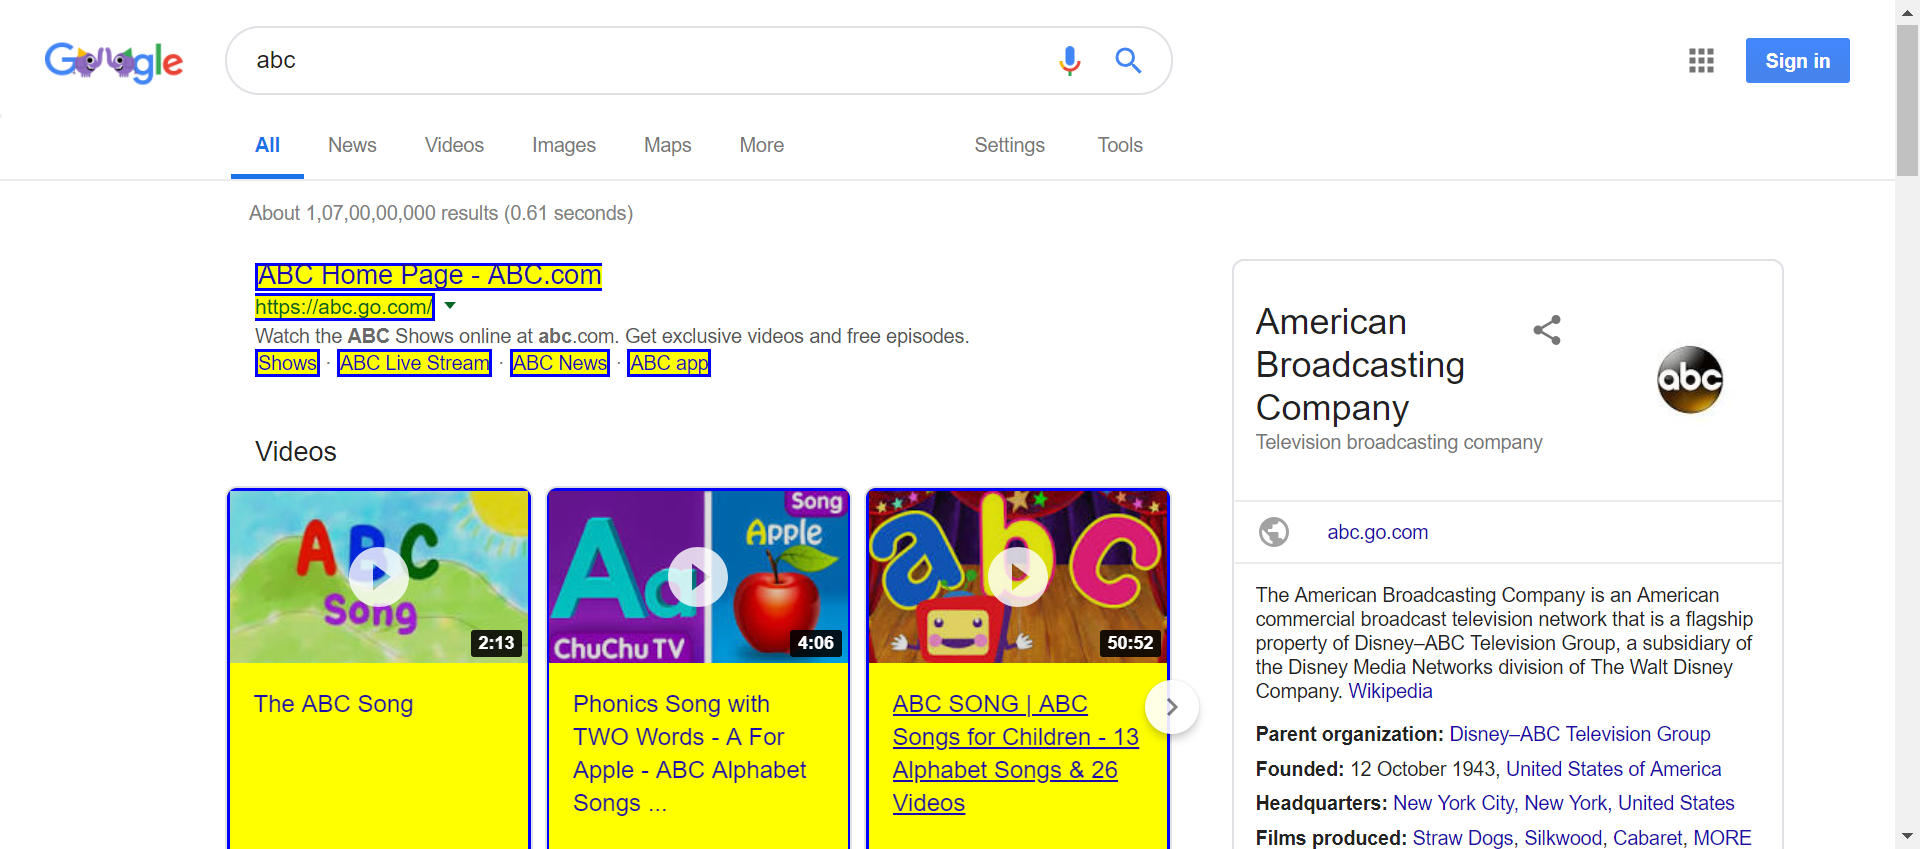 Google
abc
Sign in
All News Videos Images Maps More Settings Tools
About 1,07,00,00,000 results (0.61 seconds)
ABC Home Page - ABC.com
https://abc.go.com/
Watch the ABC Shows online at abc.com. Get exclusive videos and free episodes.
Shows · ABC Live Stream · ABC News · ABC app
Videos
ABC
Song
2:13
The ABC Song
Song
Aa
Apple
ChuChu TV
4:06
Phonics Song with
TWO Words - A For
Apple - ABC Alphabet
Songs ...
abc
50:52
ABC SONG | ABC
Songs for Children - 13
Alphabet Songs & 26
Videos
American
Broadcasting
Company
Television broadcasting company
abc
abc.go.com
The American Broadcasting Company is an American
commercial broadcast television network that is a flagship
property of Disney–ABC Television Group, a subsidiary of
the Disney Media Networks division of The Walt Disney
Company. Wikipedia
Parent organization: Disney–ABC Television Group
Founded: 12 October 1943, United States of America
Headquarters: New York City, New York, United States
Films produced: Straw Dogs, Silkwood, Cabaret, MORE